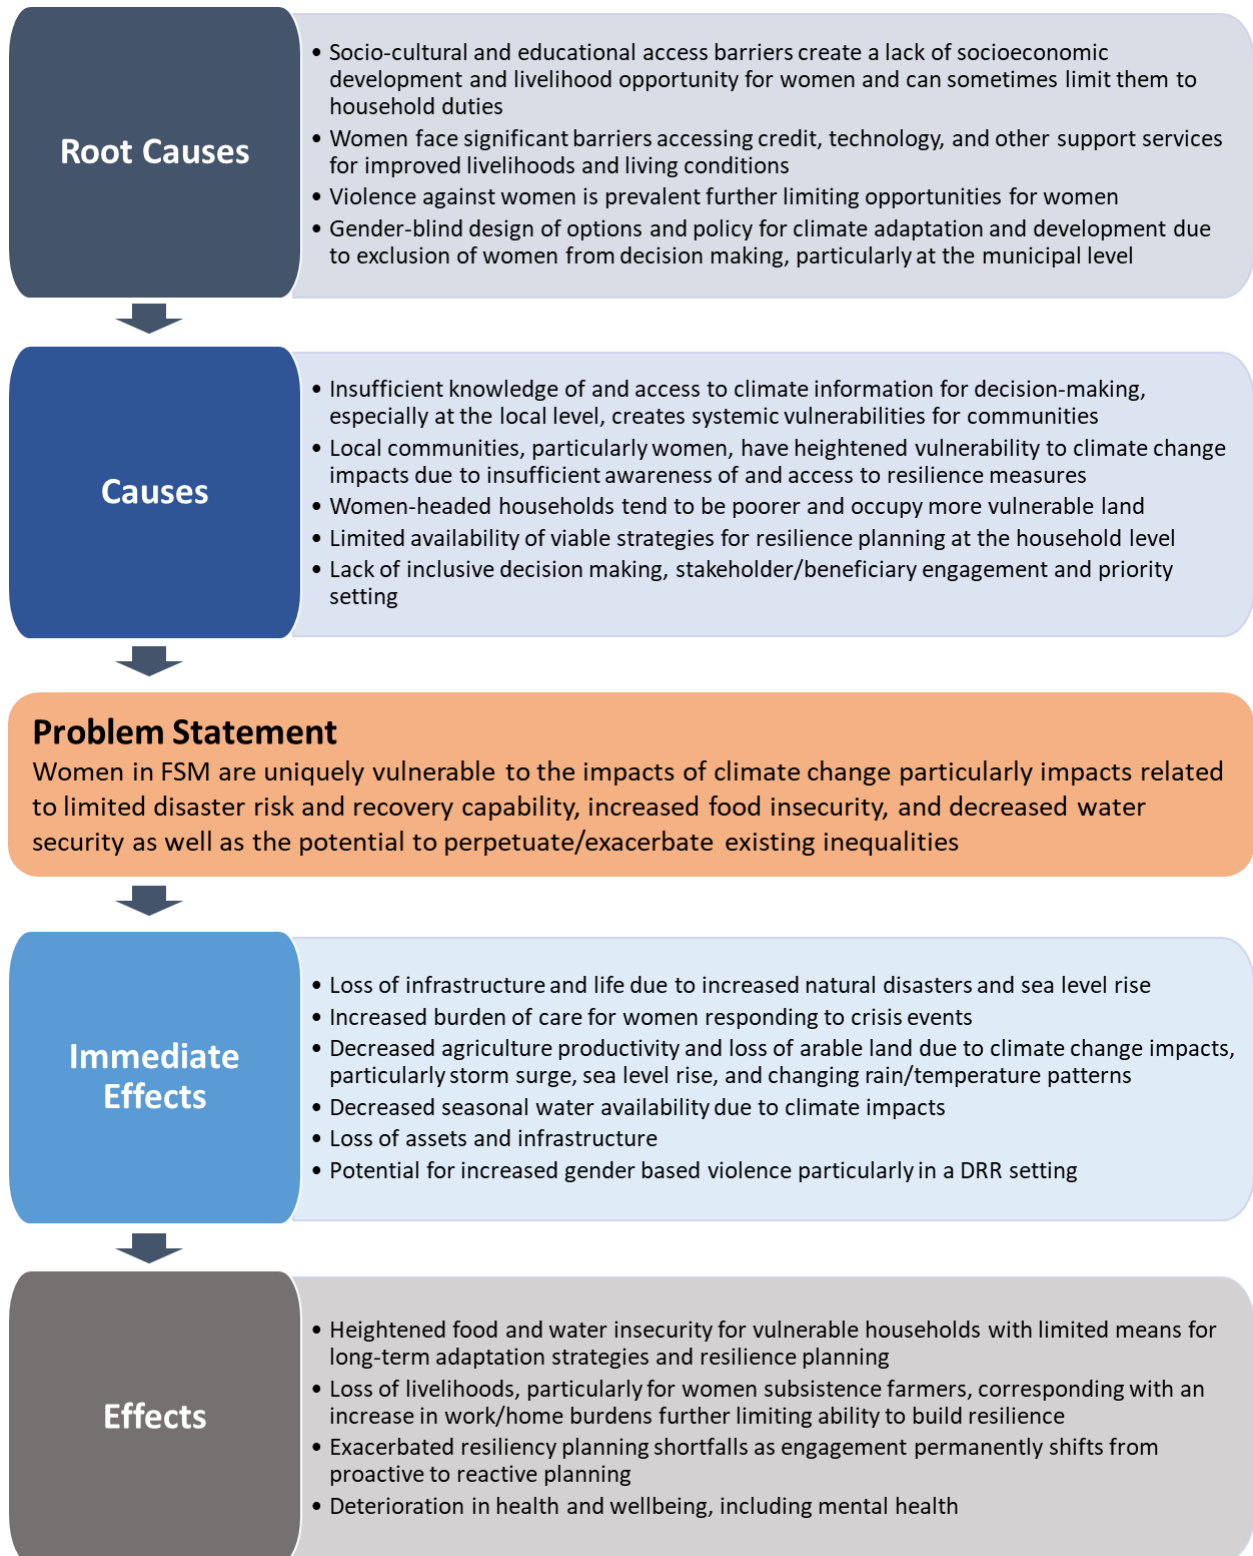 Root Causes
• Socio-cultural and educational access barriers create a lack of socioeconomic
development and livelihood opportunity for women and can sometimes limit them to
household duties
• Women face significant barriers accessing credit, technology, and other support services
for improved livelihoods and living conditions
• Violence against women is prevalent further limiting opportunities for women
• Gender-blind design of options and policy for climate adaptation and development due
to exclusion of women from decision making, particularly at the municipal level
Causes
• Insufficient knowledge of and access to climate information for decision-making,
especially at the local level, creates systemic vulnerabilities for communities
• Local communities, particularly women, have heightened vulnerability to climate change
impacts due to insufficient awareness of and access to resilience measures
• Women-headed households tend to be poorer and occupy more vulnerable land
• Limited availability of viable strategies for resilience planning at the household level
• Lack of inclusive decision making, stakeholder/beneficiary engagement and priority
setting
Problem Statement
Women in FSM are uniquely vulnerable to the impacts of climate change particularly impacts related
to limited disaster risk and recovery capability, increased food insecurity, and decreased water
security as well as the potential to perpetuate/exacerbate existing inequalities
Immediate
Effects
• Loss of infrastructure and life due to increased natural disasters and sea level rise
• Increased burden of care for women responding to crisis events
• Decreased agriculture productivity and loss of arable land due to climate change impacts,
particularly storm surge, sea level rise, and changing rain/temperature patterns
• Decreased seasonal water availability due to climate impacts
• Loss of assets and infrastructure
• Potential for increased gender based violence particularly in a DRR setting
Effects
• Heightened food and water insecurity for vulnerable households with limited means for
long-term adaptation strategies and resilience planning
• Loss of livelihoods, particularly for women subsistence farmers, corresponding with an
increase in work/home burdens further limiting ability to build resilience
• Exacerbated resiliency planning shortfalls as engagement permanently shifts from
proactive to reactive planning
• Deterioration in health and wellbeing, including mental health